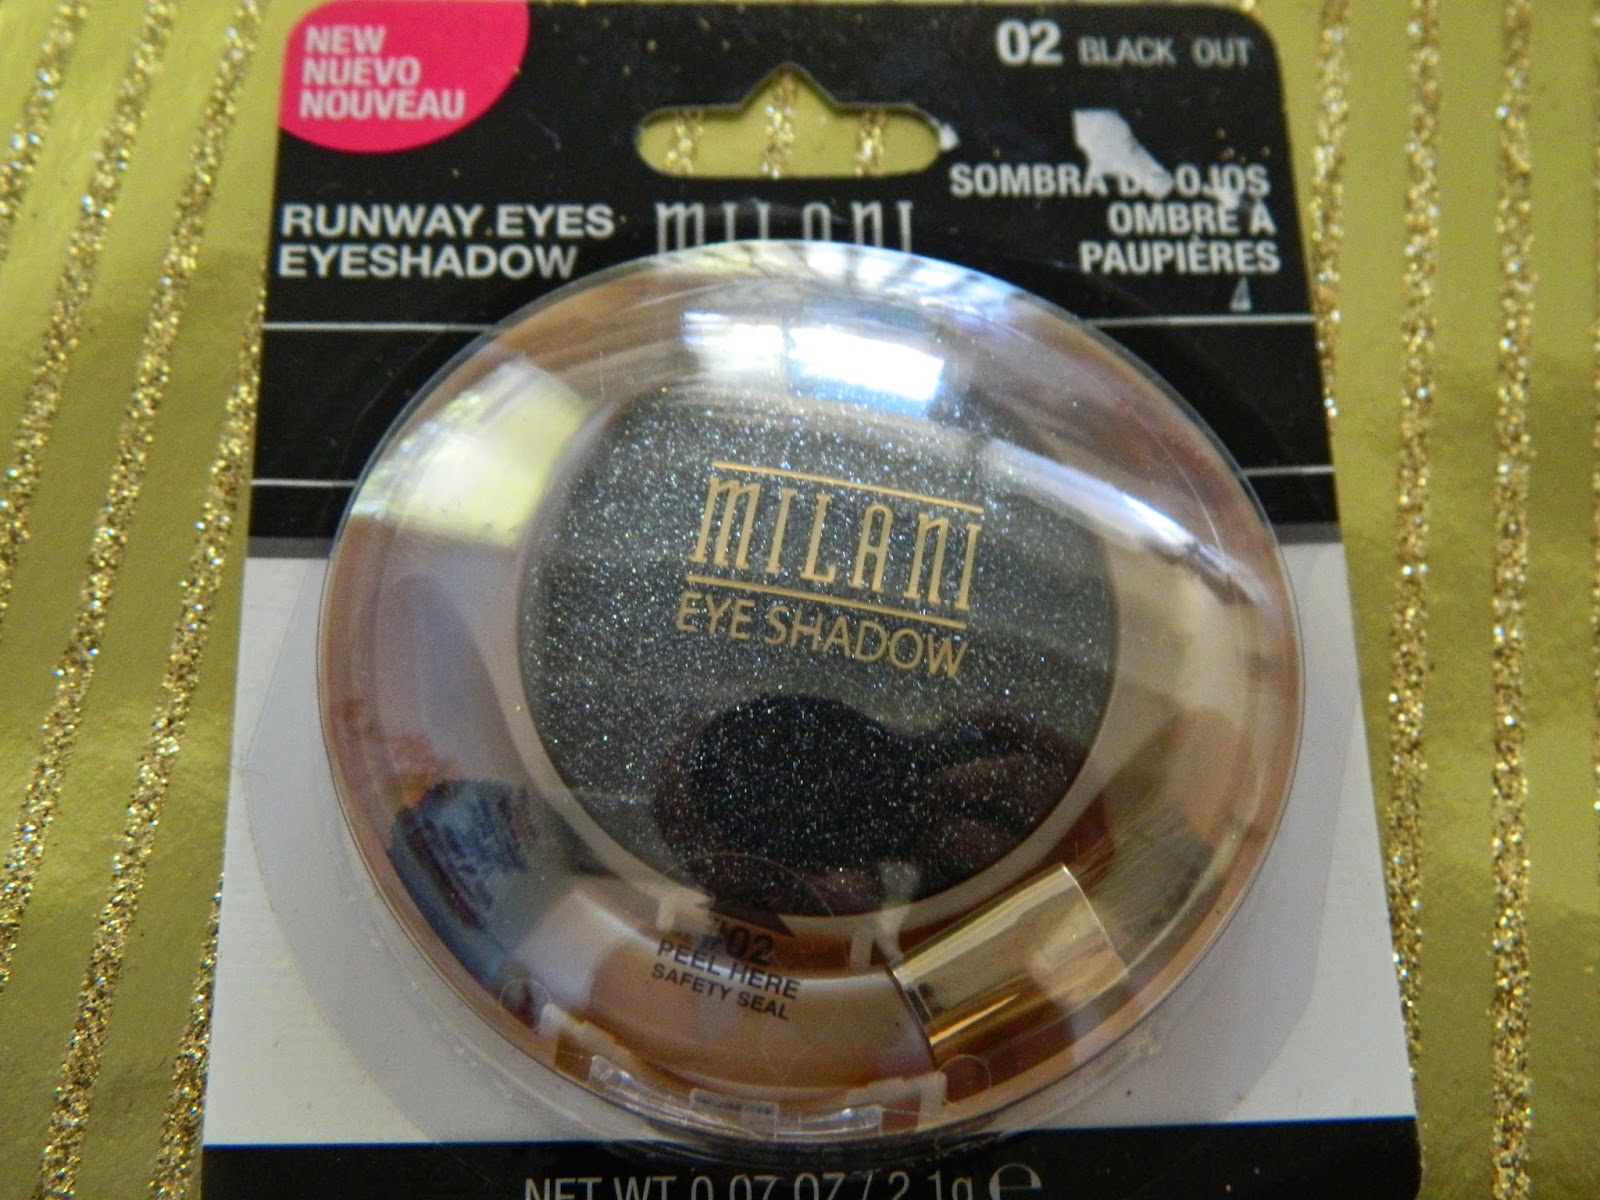 NEW
NUEVO
NOUVEAU
02 BLACK OUT
RUNWAY EYES
EYESHADOW
MILANI
SOMBRA DE OJOS
OMBRE À
PAUPIÈRES
MILANI
EYE SHADOW
02
PEEL HERE
SAFETY SEAL
NET WT 0.07 OZ / 2.1g ℮